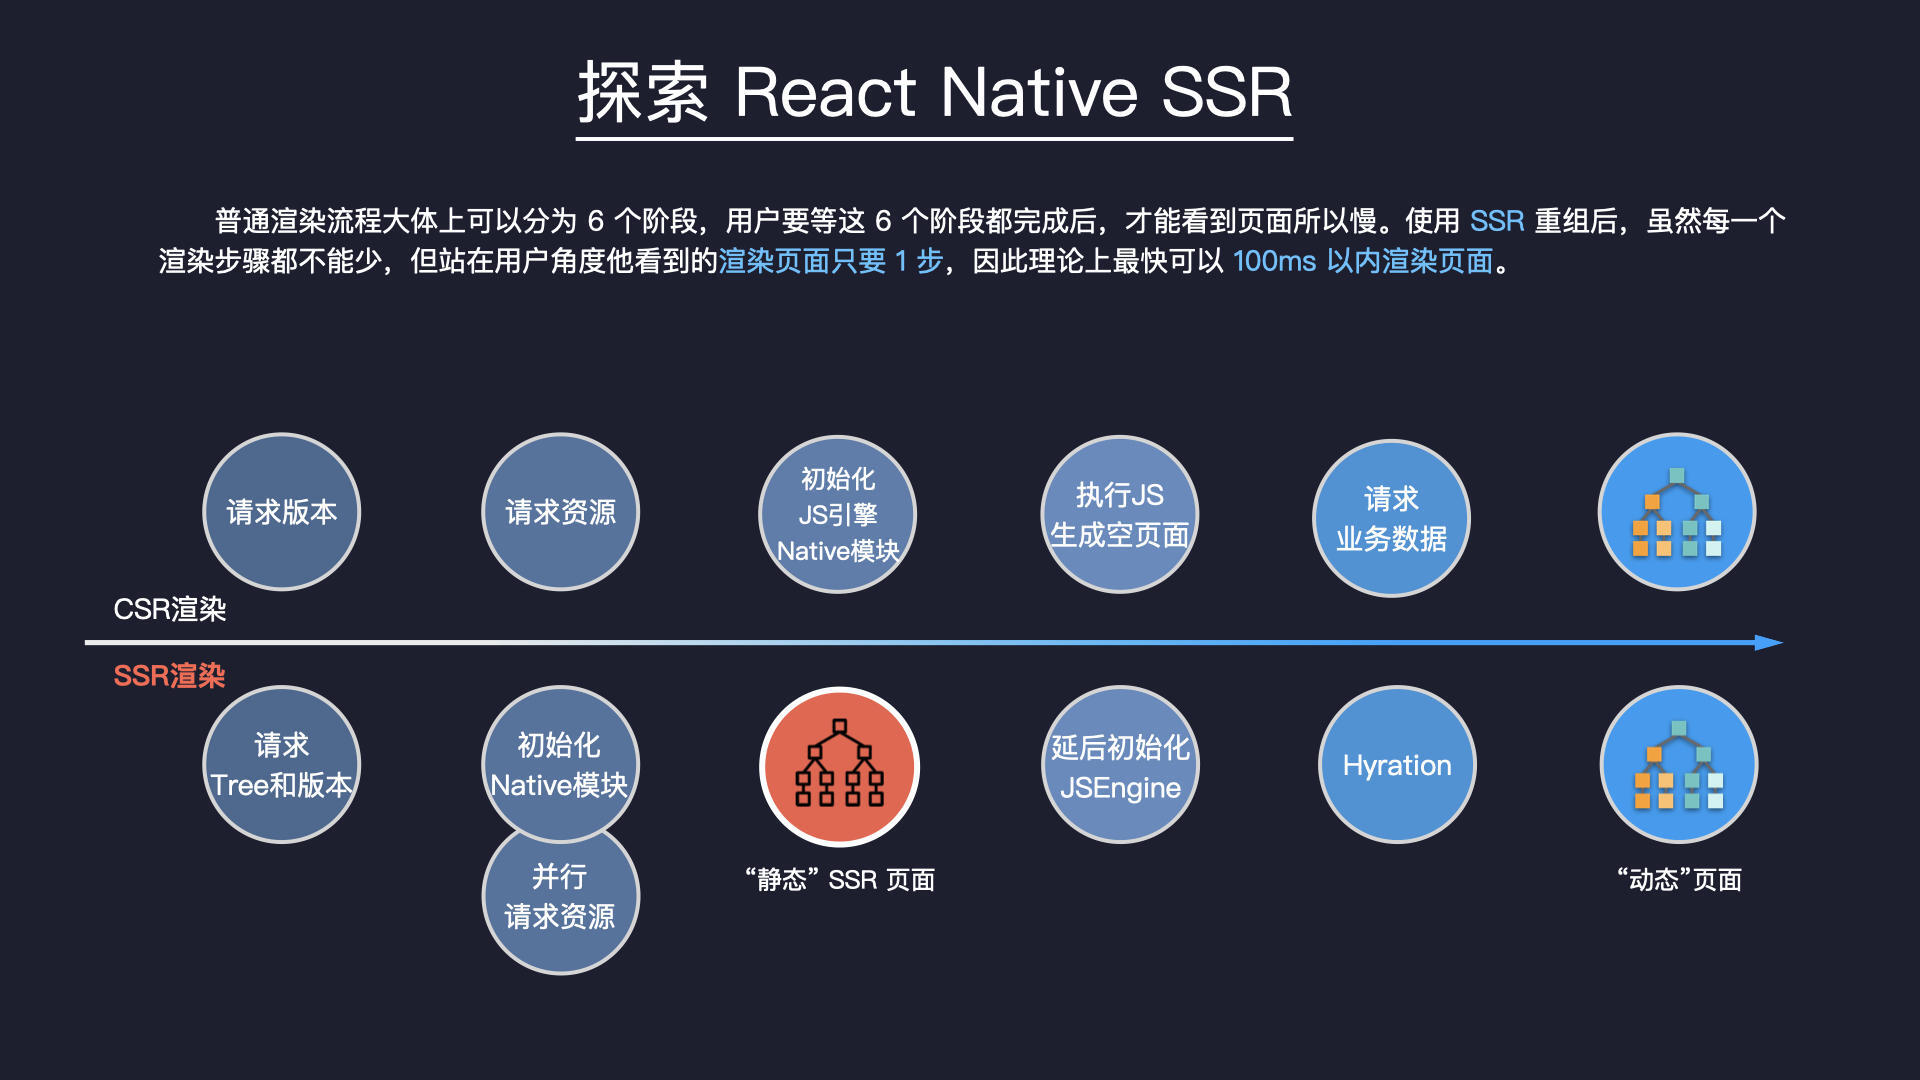 探索 React Native SSR
普通渲染流程大体上可以分为 6 个阶段，用户要等这 6 个阶段都完成后，才能看到页面所以慢。使用 SSR 重组后，虽然每一个
渲染步骤都不能少，但站在用户角度他看到的渲染页面只要 1 步，因此理论上最快可以 100ms 以内渲染页面。
请求版本
请求资源
初始化
JS引擎
Native模块
执行JS
生成空页面
请求
业务数据
CSR渲染
SSR渲染
请求
Tree和版本
初始化
Native模块
并行
请求资源
“静态” SSR 页面
延后初始化
JSEngine
Hyration
“动态”页面